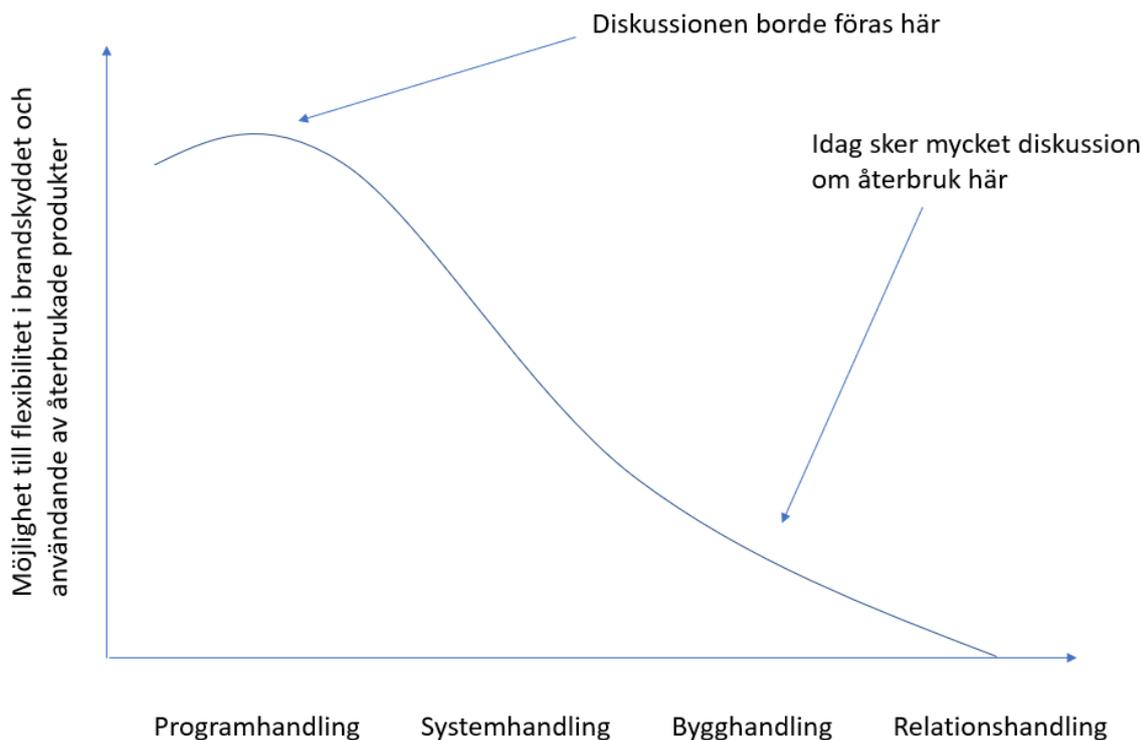 Diskussionen borde föras här
Idag sker mycket diskussion
om återbruk här
Möjlighet till flexibilitet i brandskyddet och
användande av återbrukade produkter
Programhandling
Systemhandling
Bygghandling
Relationshandling